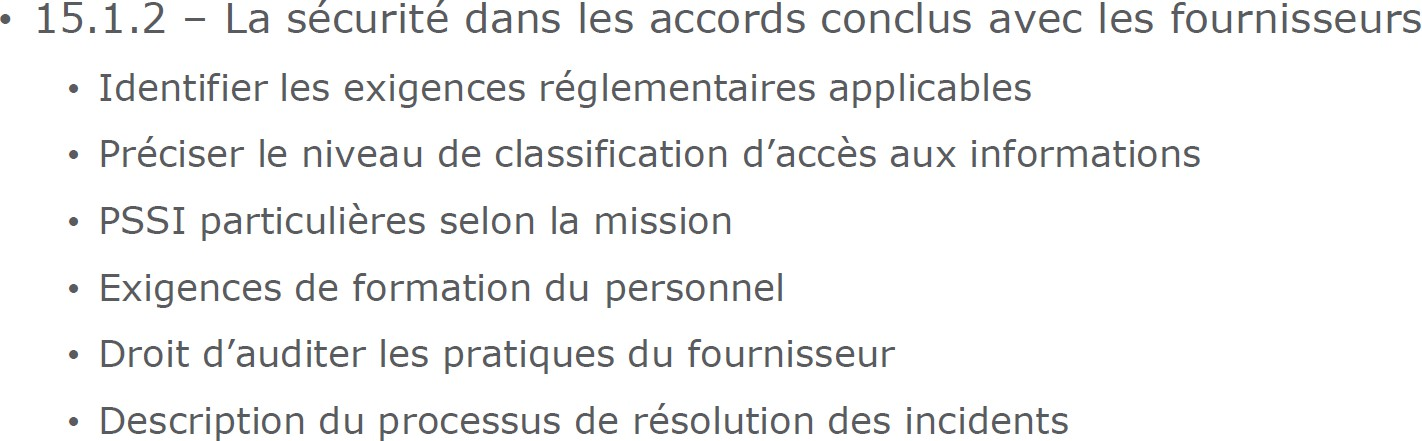 • 15.1.2 – La sécurité dans les accords conclus avec les fournisseurs
• Identifier les exigences réglementaires applicables
• Préciser le niveau de classification d’accès aux informations
• PSSI particulières selon la mission
• Exigences de formation du personnel
• Droit d’auditer les pratiques du fournisseur
• Description du processus de résolution des incidents